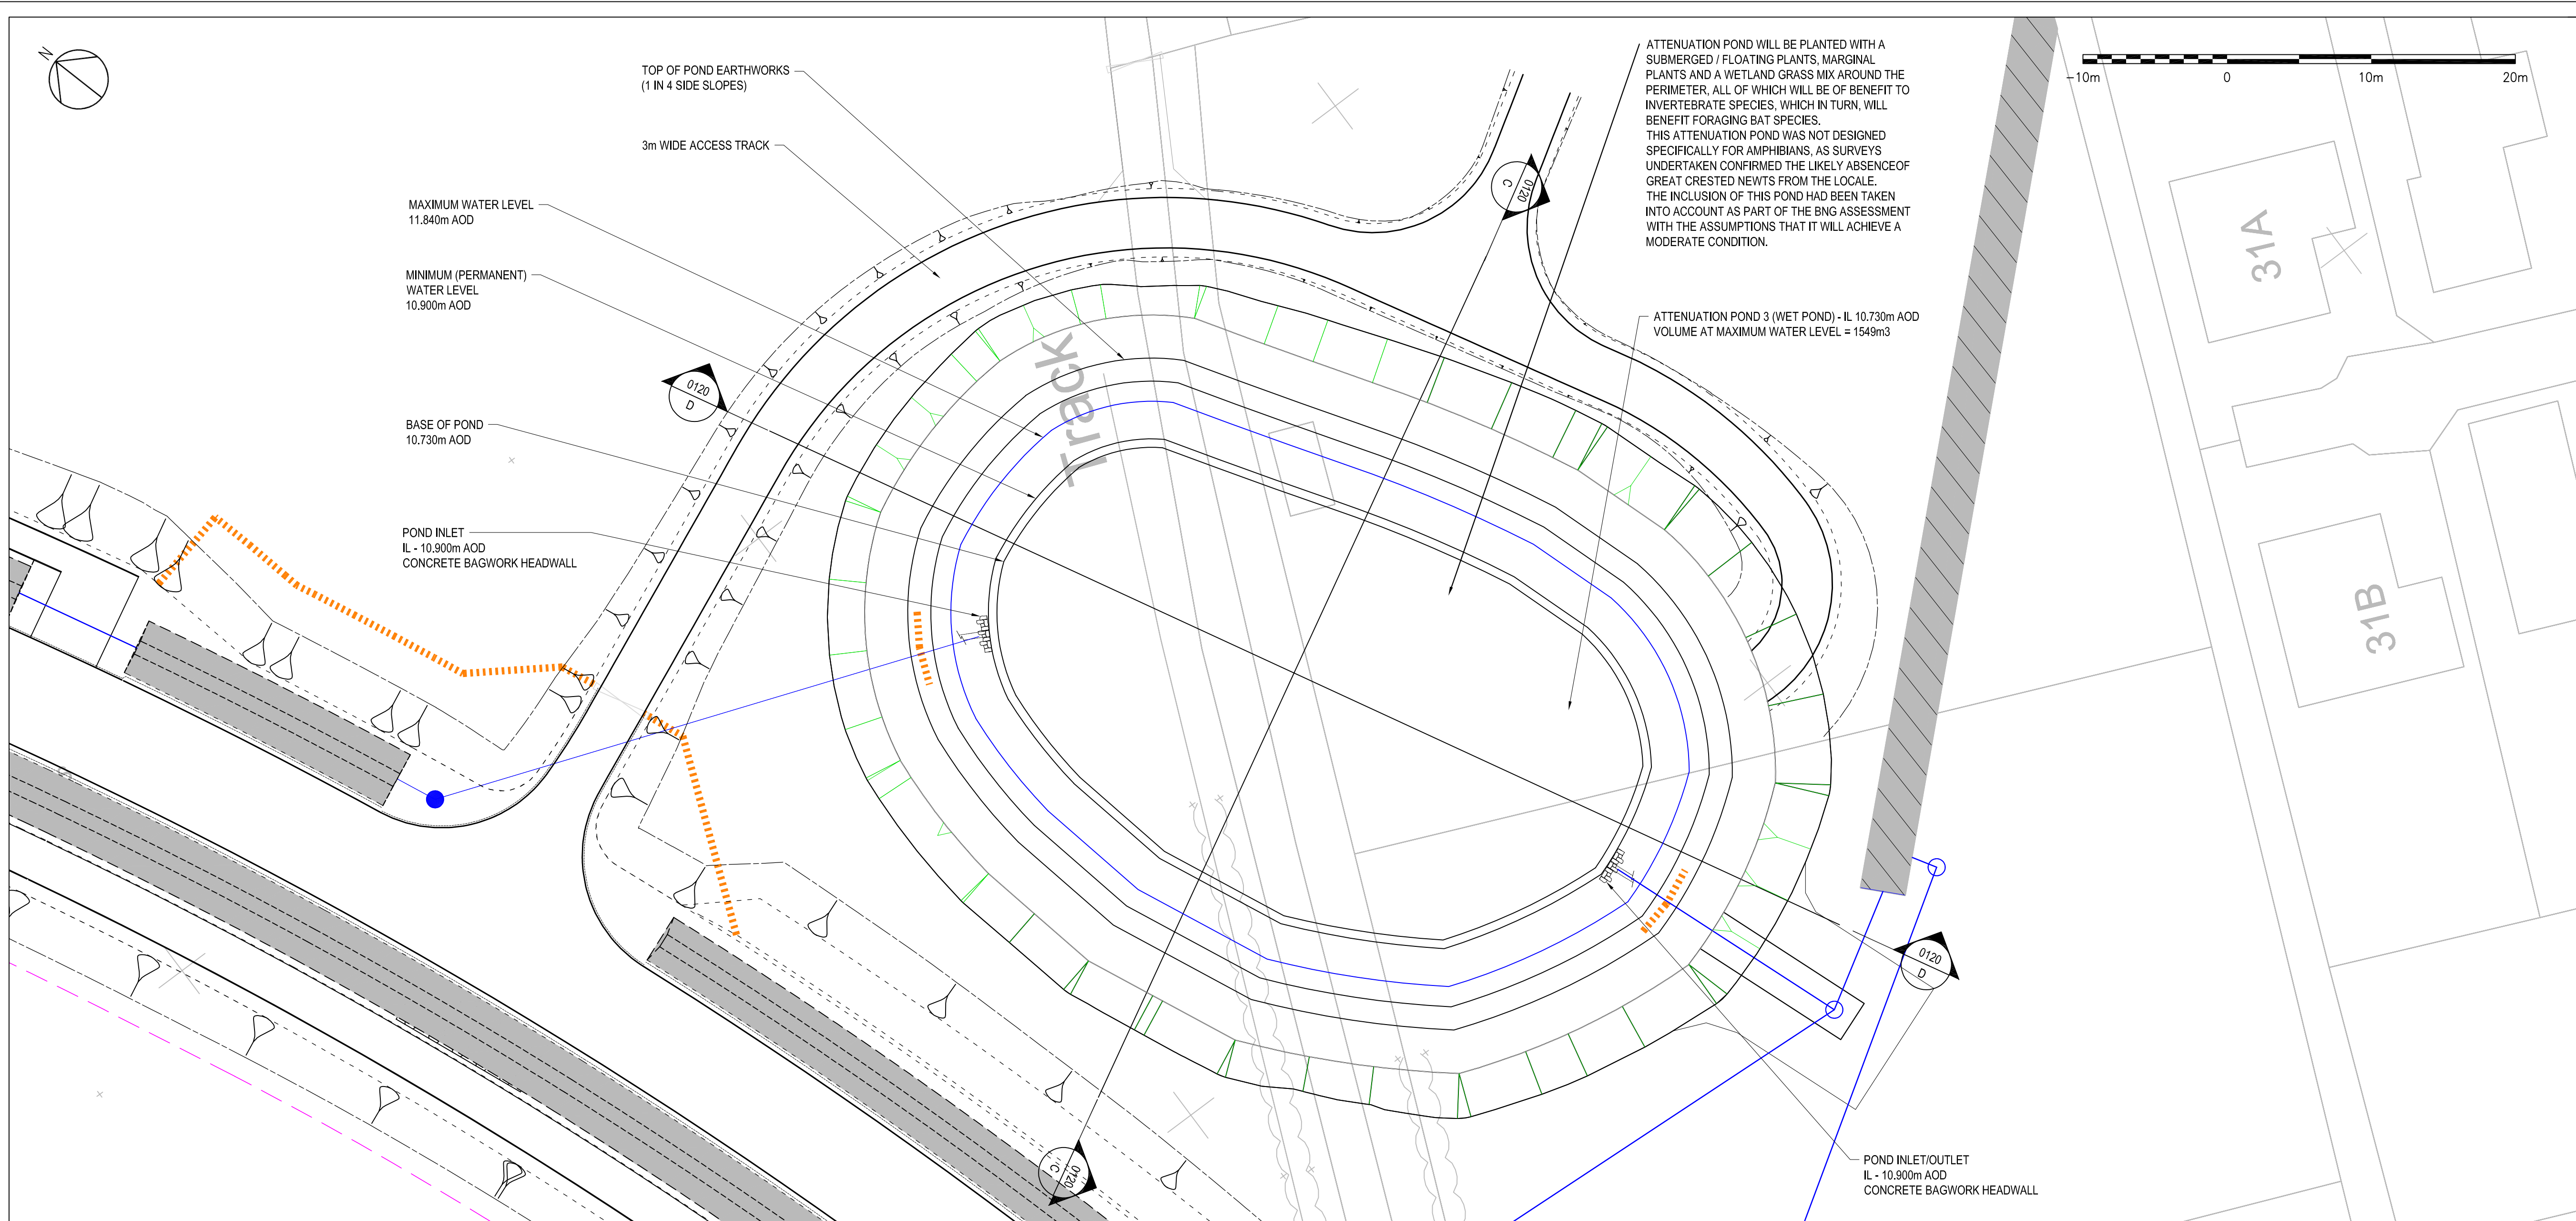 N
TOP OF POND EARTHWORKS
(1 IN 4 SIDE SLOPES)
3m WIDE ACCESS TRACK
MAXIMUM WATER LEVEL
11.840m AOD
MINIMUM (PERMANENT)
WATER LEVEL
10.900m AOD
BASE OF POND
10.730m AOD
POND INLET
IL - 10.900m AOD
CONCRETE BAGWORK HEADWALL
ATTENUATION POND WILL BE PLANTED WITH A
SUBMERGED / FLOATING PLANTS, MARGINAL
PLANTS AND A WETLAND GRASS MIX AROUND THE
PERIMETER, ALL OF WHICH WILL BE OF BENEFIT TO
INVERTEBRATE SPECIES, WHICH IN TURN, WILL
BENEFIT FORAGING BAT SPECIES.
THIS ATTENUATION POND WAS NOT DESIGNED
SPECIFICALLY FOR AMPHIBIANS, AS SURVEYS
UNDERTAKEN CONFIRMED THE LIKELY ABSENCEOF
GREAT CRESTED NEWTS FROM THE LOCALE.
THE INCLUSION OF THIS POND HAD BEEN TAKEN
INTO ACCOUNT AS PART OF THE BNG ASSESSMENT
WITH THE ASSUMPTIONS THAT IT WILL ACHIEVE A
MODERATE CONDITION.
ATTENUATION POND 3 (WET POND) - IL 10.730m AOD
VOLUME AT MAXIMUM WATER LEVEL = 1549m3
-10m 0 10m 20m
0120
C
0120
D
Track
31A
31B
0120
D
0120
C
POND INLET/OUTLET
IL - 10.900m AOD
CONCRETE BAGWORK HEADWALL